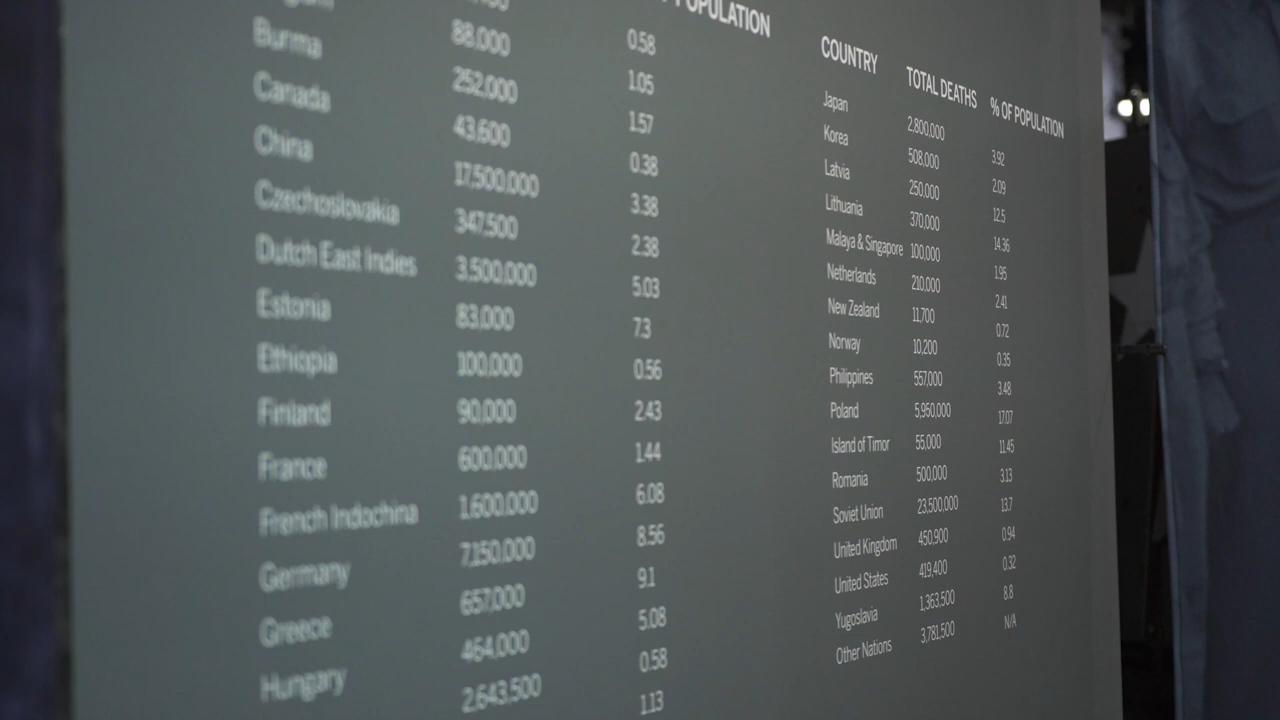 POPULATION
0.58
88,000 1.05
Burma 252,000 1.57
Canada 43,600 0.38
China 17,500,000 3.38
Czechoslovakia 347,500 2.38
Dutch East Indies 3,500,000 5.03
Estonia 83,000 7.3
Ethiopia 100,000 0.56
Finland 90,000 2.43
France 600,000 1.44
French Indochina 1,600,000 6.08
Germany 7,150,000 8.56
Greece 657,000 9.1
Hungary 464,000 5.08
2,643,500 0.58
1.13
COUNTRY TOTAL DEATHS % OF POPULATION
Japan 2,800,000 3.92
Korea 508,000 2.09
Latvia 250,000 12.5
Lithuania 370,000 14.36
Malaya & Singapore 100,000 1.95
Netherlands 210,000 2.41
New Zealand 11,700 0.72
Norway 10,200 0.35
Philippines 557,000 3.48
Poland 5,950,000 17.07
Island of Timor 55,000 11.45
Romania 500,000 3.13
Soviet Union 23,500,000 13.7
United Kingdom 450,900 0.94
United States 419,400 0.32
Yugoslavia 1,363,500 8.8
Other Nations 3,781,500 N/A